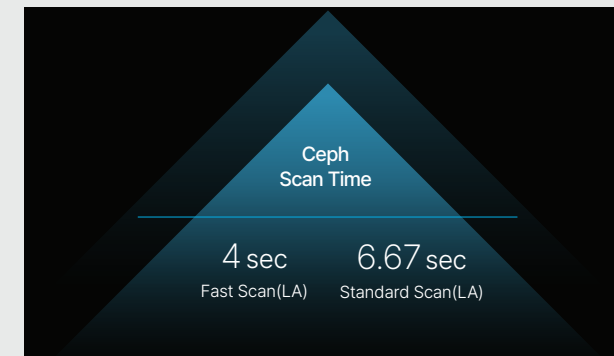 Ceph
Scan Time
4 sec
6.67 sec
Fast Scan(LA)
Standard Scan(LA)